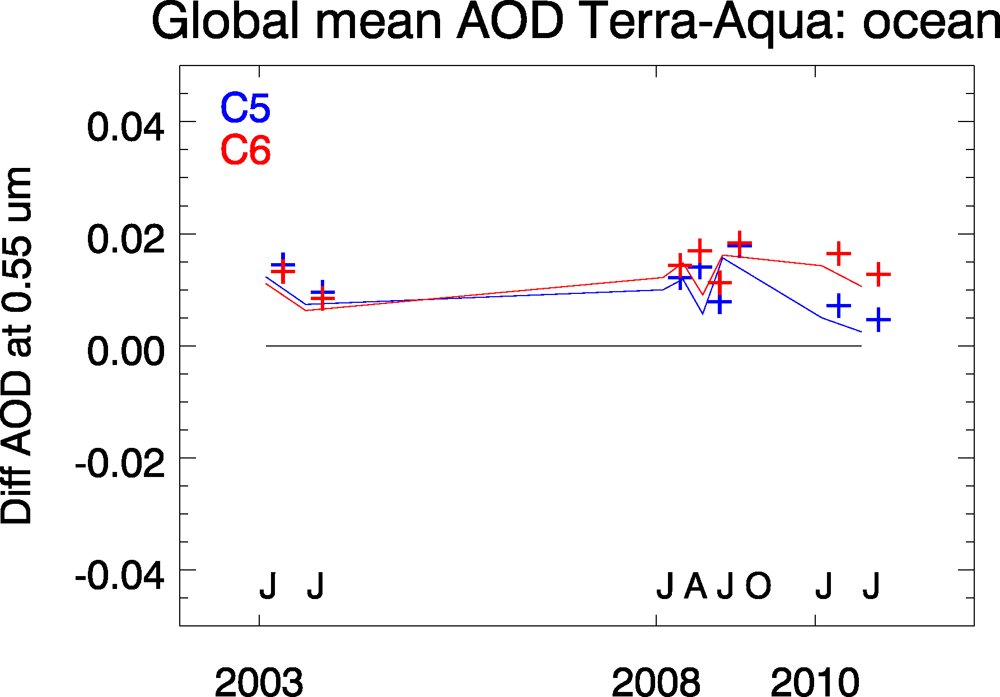 Global mean AOD Terra-Aqua: ocean
C5
C6
0.04
0.02
0.00
-0.02
-0.04
Diff AOD at 0.55 um
J J J A J O J J
2003 2008 2010